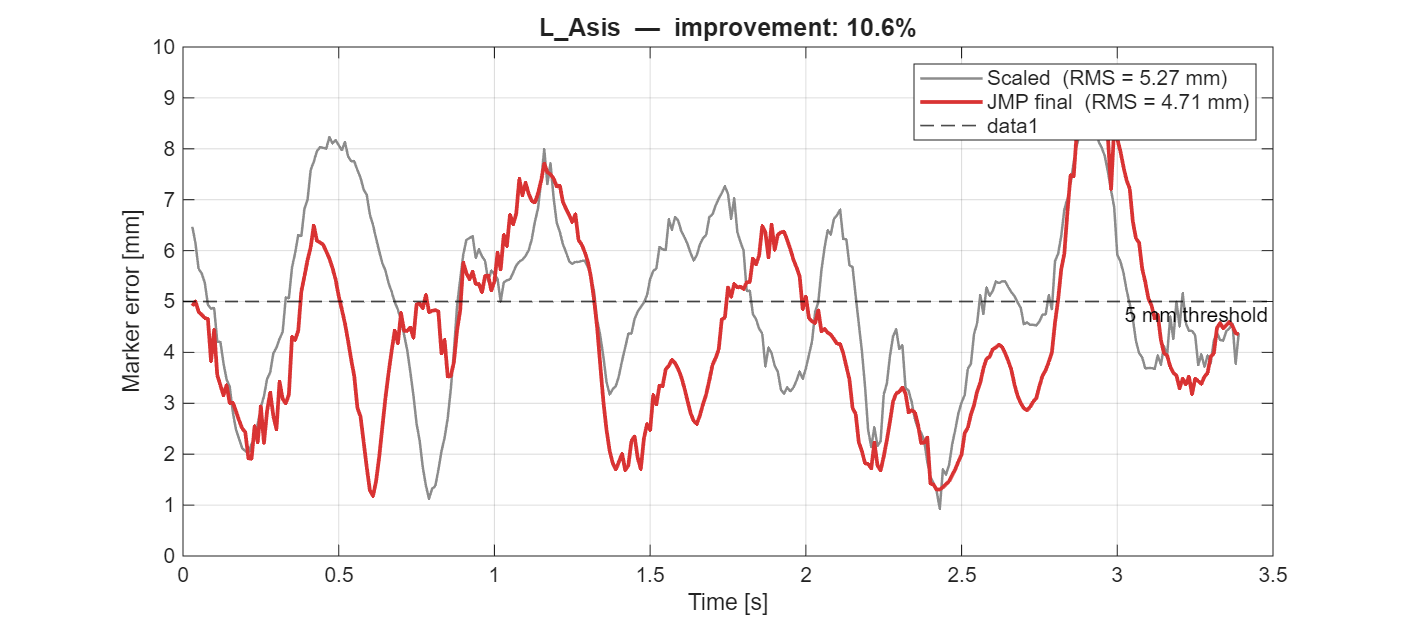 L_Asis — improvement: 10.6%
Scaled (RMS = 5.27 mm)
JMP final (RMS = 4.71 mm)
data1
5 mm threshold
Marker error [mm]
10
9
8
7
6
5
4
3
2
1
0
0 0.5 1 1.5 2 2.5 3 3.5
Time [s]